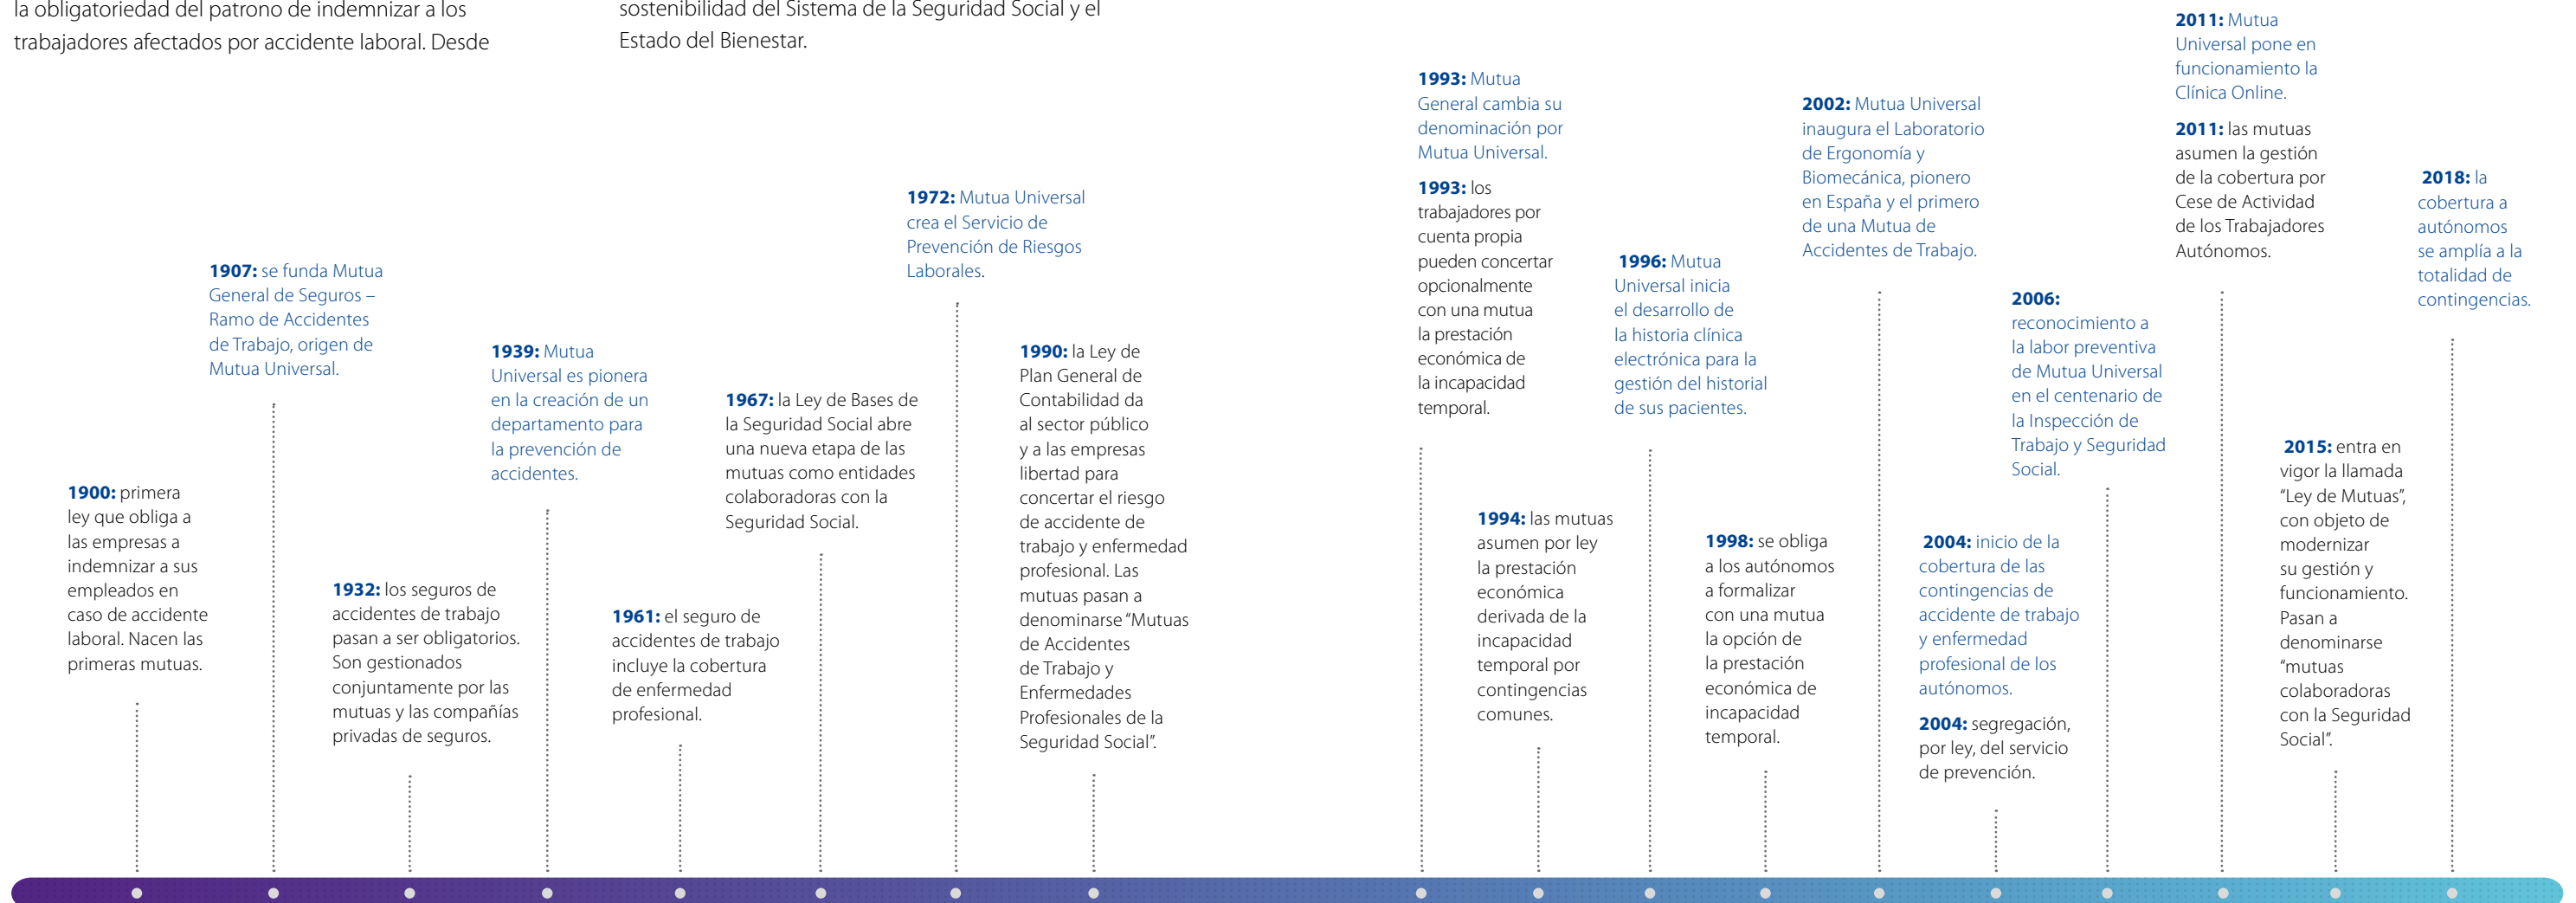 la obligatoriedad del patrono de indemnizar a los
trabajadores afectados por accidente laboral. Desde
sostenibilidad del Sistema de la Seguridad Social y el
Estado del Bienestar.
1900: primera
ley que obliga a
las empresas a
indemnizar a sus
empleados en
caso de accidente
laboral. Nacen las
primeras mutuas.
1907: se funda Mutua
General de Seguros –
Ramo de Accidentes
de Trabajo, origen de
Mutua Universal.
1932: los seguros de
accidentes de trabajo
pasan a ser obligatorios.
Son gestionados
conjuntamente por las
mutuas y las compañías
privadas de seguros.
1939: Mutua
Universal es pionera
en la creación de un
departamento para
la prevención de
accidentes.
1961: el seguro de
accidentes de trabajo
incluye la cobertura
de enfermedad
profesional.
1967: la Ley de Bases de
la Seguridad Social abre
una nueva etapa de las
mutuas como entidades
colaboradoras con la
Seguridad Social.
1972: Mutua Universal
crea el Servicio de
Prevención de Riesgos
Laborales.
1990: la Ley de
Plan General de
Contabilidad da
al sector público
y a las empresas
libertad para
concertar el riesgo
de accidente de
trabajo y enfermedad
profesional. Las
mutuas pasan a
denominarse “Mutuas
de Accidentes
de Trabajo y
Enfermedades
Profesionales de la
Seguridad Social”.
1993: Mutua
General cambia su
denominación por
Mutua Universal.
1993: los
trabajadores por
cuenta propia
pueden concertar
opcionalmente
con una mutua
la prestación
económica de
la incapacidad
temporal.
1994: las mutuas
asumen por ley
la prestación
económica
derivada de la
incapacidad
temporal por
contingencias
comunes.
1996: Mutua
Universal inicia
el desarrollo de
la historia clínica
electrónica para la
gestión del historial
de sus pacientes.
1998: se obliga
a los autónomos
a formalizar
con una mutua
la opción de
la prestación
económica de
incapacidad
temporal.
2002: Mutua Universal
inaugura el Laboratorio
de Ergonomía y
Biomecánica, pionero
en España y el primero
de una Mutua de
Accidentes de Trabajo.
2004: inicio de la
cobertura de las
contingencias de
accidente de trabajo
y enfermedad
profesional de los
autónomos.
2004: segregación,
por ley, del servicio
de prevención.
2006:
reconocimiento a
la labor preventiva
de Mutua Universal
en el centenario de
la Inspección de
Trabajo y Seguridad
Social.
2011: Mutua
Universal pone en
funcionamiento la
Clínica Online.
2011: las mutuas
asumen la gestión
de la cobertura por
Cese de Actividad
de los Trabajadores
Autónomos.
2015: entra en
vigor la llamada
“Ley de Mutuas”,
con objeto de
modernizar
su gestión y
funcionamiento.
Pasan a
denominarse
“mutuas
colaboradoras
con la Seguridad
Social”.
2018: la
cobertura a
autónomos
se amplía a la
totalidad de
contingencias.